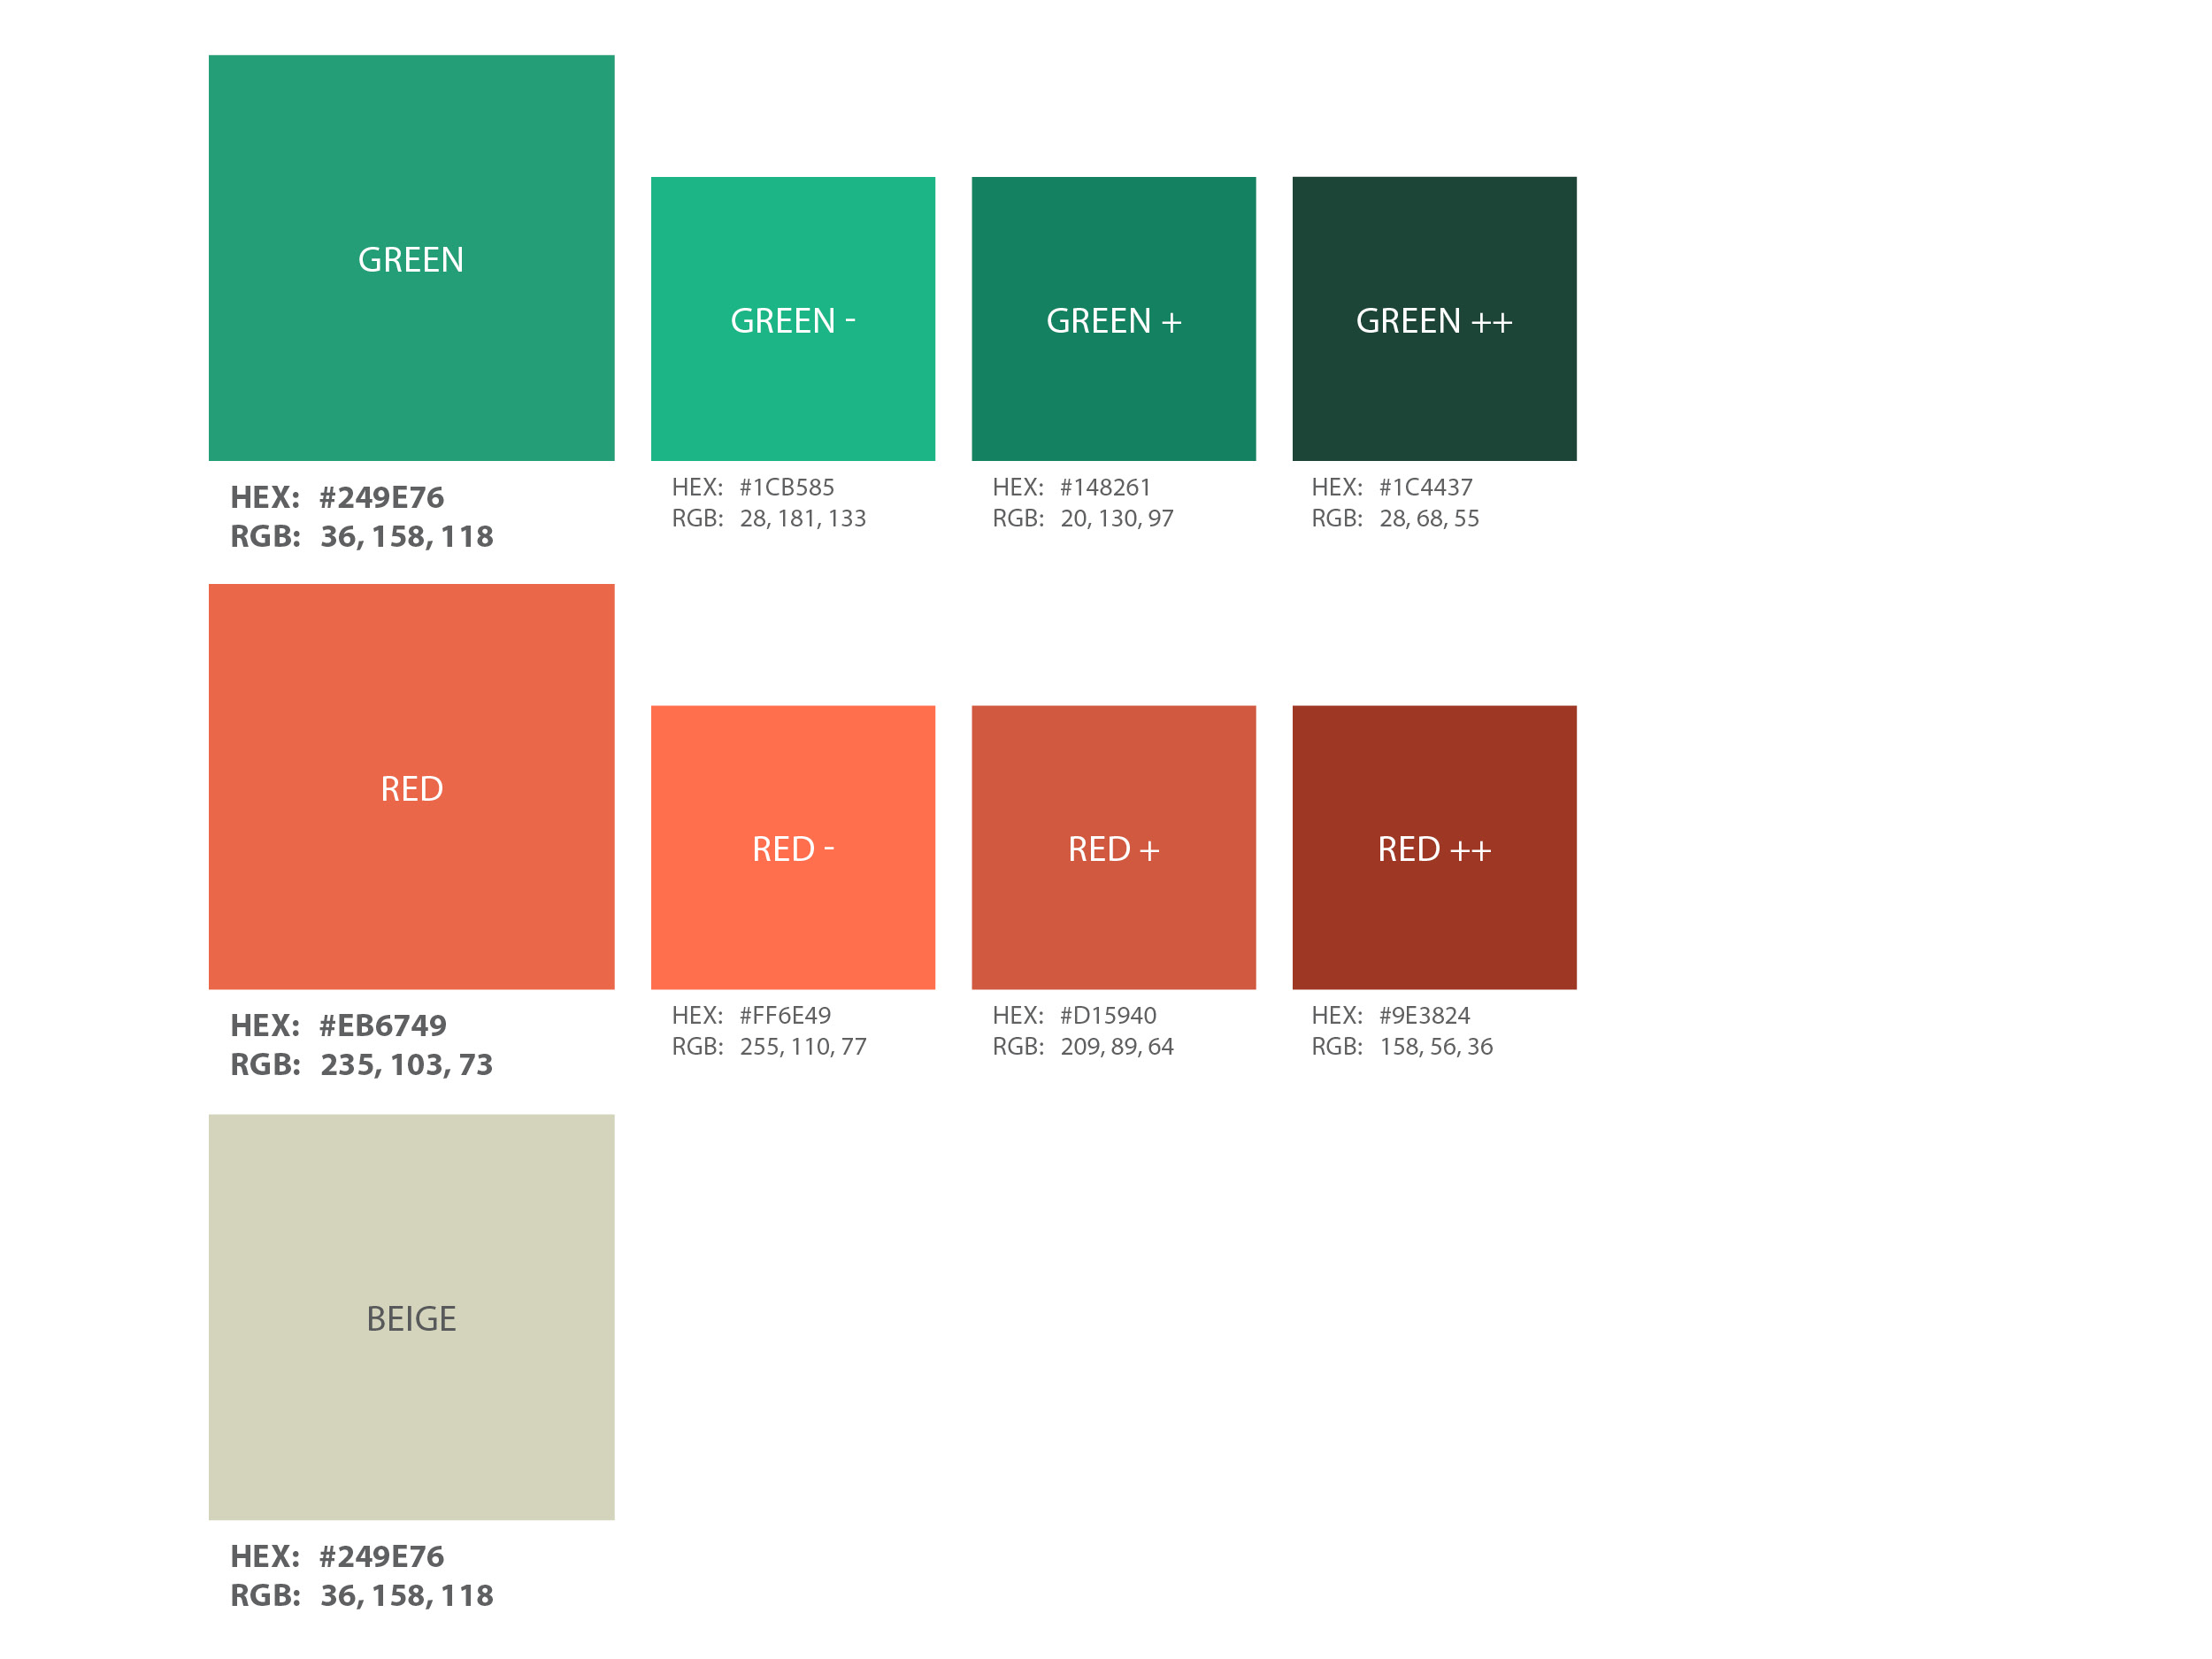 GREEN
GREEN -
GREEN +
GREEN ++
HEX: #249E76
RGB: 36, 158, 118
HEX: #1CB585
RGB: 28, 181, 133
HEX: #148261
RGB: 20, 130, 97
HEX: #1C4437
RGB: 28, 68, 55
RED
RED -
RED +
RED ++
HEX: #EB6749
RGB: 235, 103, 73
HEX: #FF6E49
RGB: 255, 110, 77
HEX: #D15940
RGB: 209, 89, 64
HEX: #9E3824
RGB: 158, 56, 36
BEIGE
HEX: #249E76
RGB: 36, 158, 118